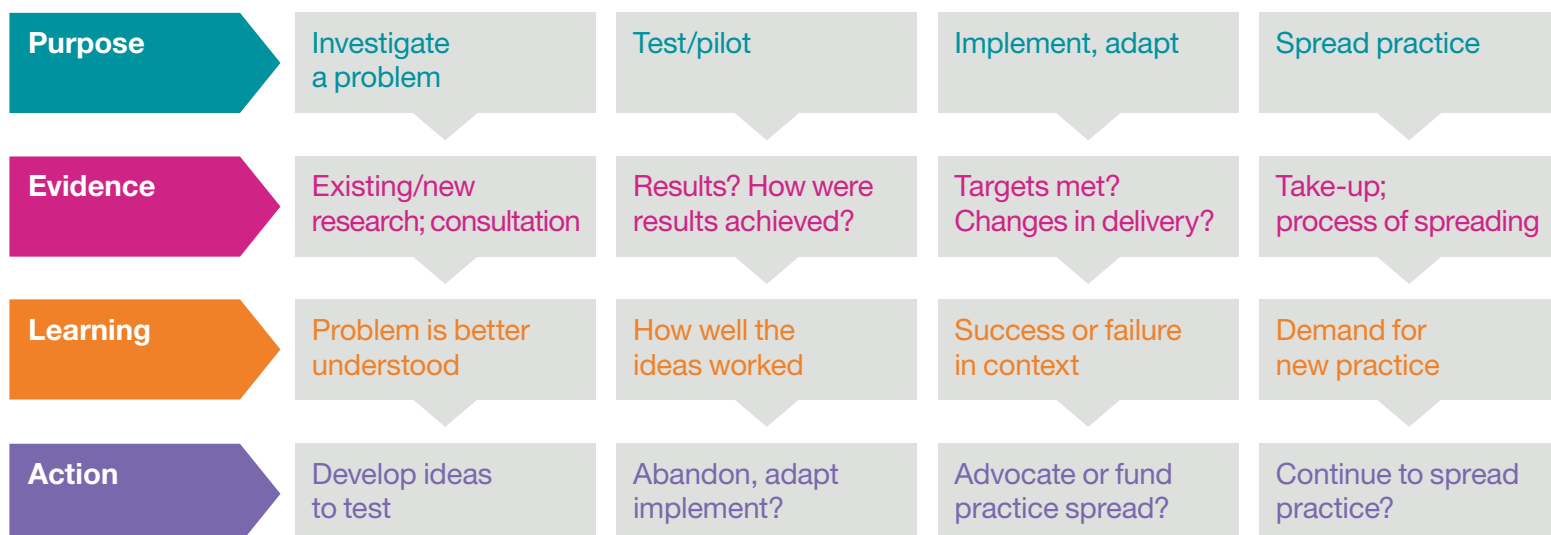 Purpose
Investigate
a problem
Test/pilot
Implement, adapt
Spread practice
Evidence
Existing/new
research; consultation
Results? How were
results achieved?
Targets met?
Changes in delivery?
Take-up;
process of spreading
Learning
Problem is better
understood
How well the
ideas worked
Success or failure
in context
Demand for
new practice
Action
Develop ideas
to test
Abandon, adapt
implement?
Advocate or fund
practice spread?
Continue to spread
practice?